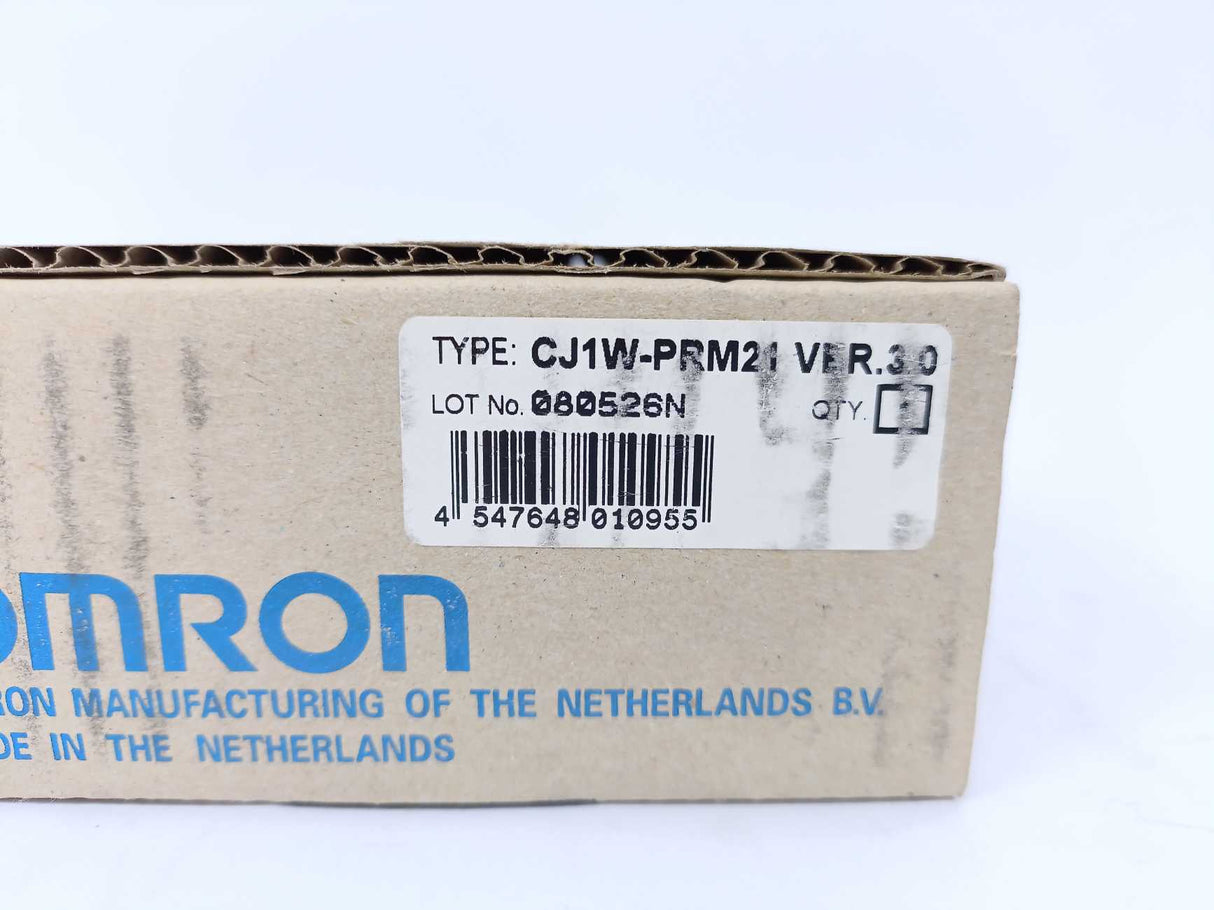 TYPE: CJ1W-PRM21 VER.3.0
LOT No. 080526N QTY. 1
4 547648 010955
omron
RON MANUFACTURING OF THE NETHERLANDS B.V.
DE IN THE NETHERLANDS